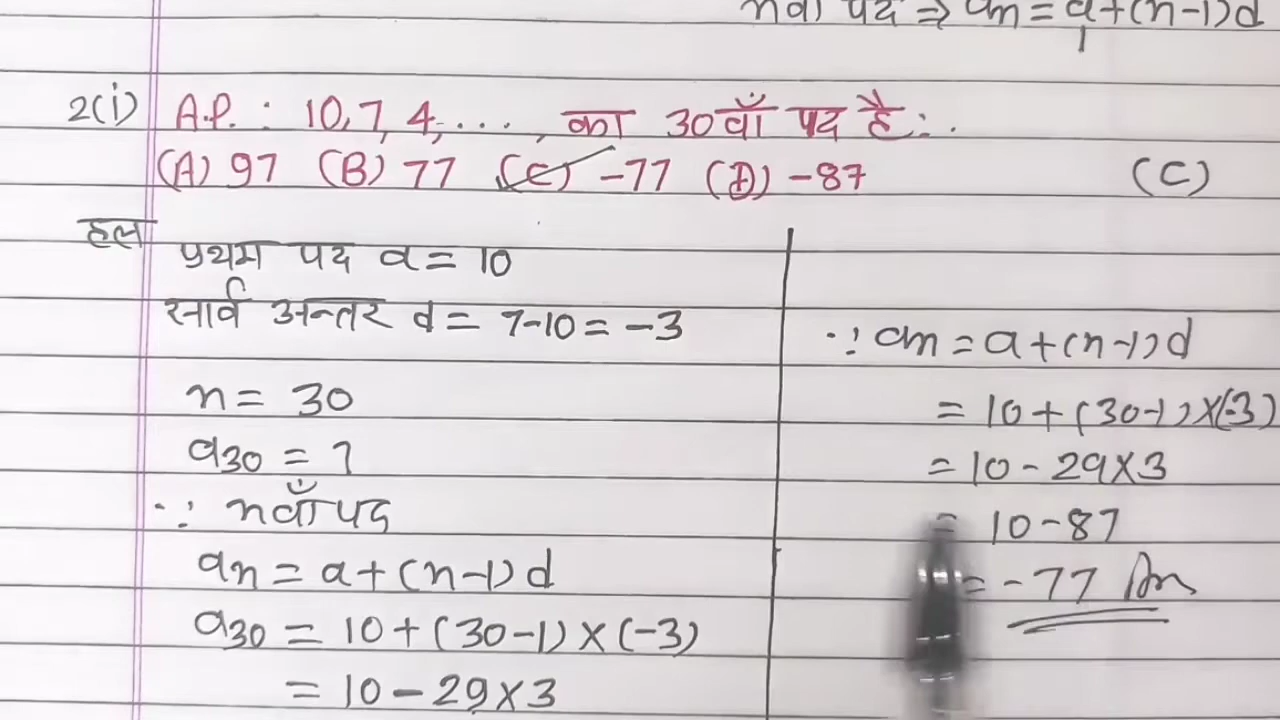 nवाँ पद ⇒ an = a+(n-1)d
2(i) A.P. : 10, 7, 4, ..... , का 30वाँ पद है :.
(A) 97 (B) 77 (C) -77 (D) -87 (C)
हल
प्रथम पद a = 10
सार्व अन्तर d = 7-10 = -3
n = 30
a30 = ?
∵ nवाँ पद
an = a+(n-1)d
a30 = 10+(30-1)×(-3)
= 10-29×3
∵ an = a+(n-1)d
= 10+(30-1)×(-3)
= 10-29×3
= 10-87
= -77 Ans